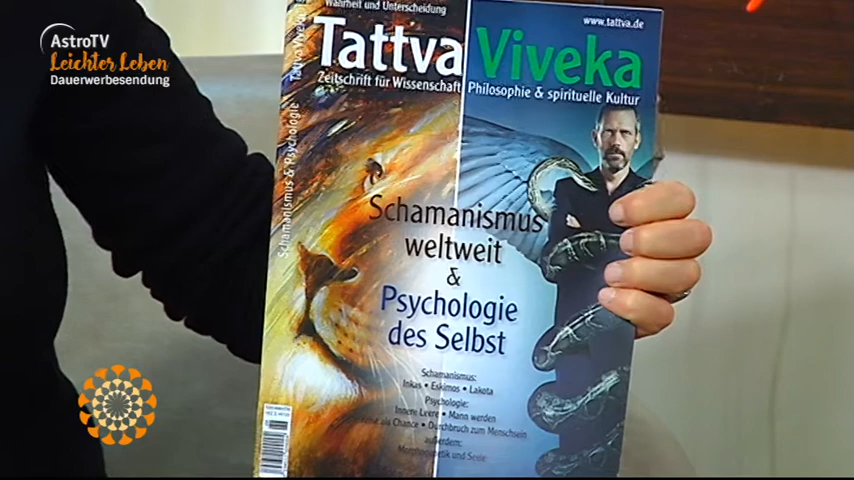 AstroTV
Leichter Leben
Dauerwerbesendung
Wahrheit und Unterscheidung
www.tattva.de
Tattva Viveka
Zeitschrift für Wissenschaft Philosophie & spirituelle Kultur
Tattva Viveka
Schamanismus & Psychologie
Schamanismus
weltweit
&
Psychologie
des Selbst
Schamanismus:
Inkas • Eskimos • Lakota
Psychologie:
Innere Leere • Mann werden
als Chance • Durchbruch zum Menschsein
außerdem:
und Seele